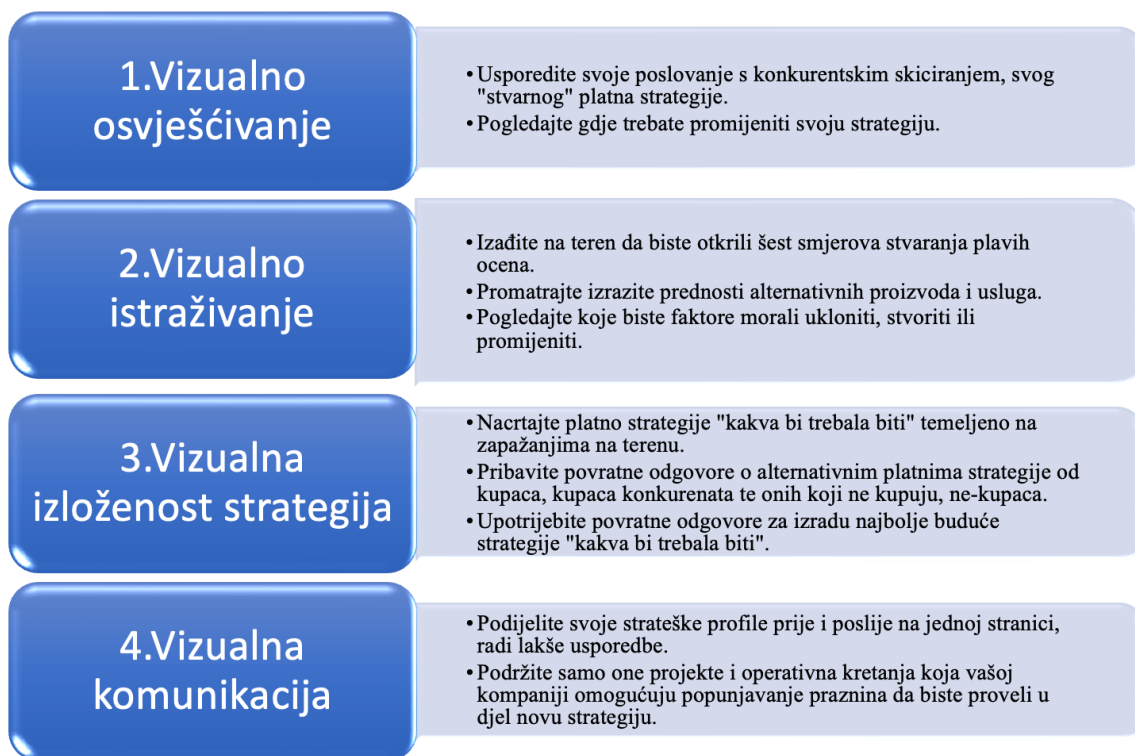 1.Vizualno
osvješćivanje
•Usporedite svoje poslovanje s konkurentskim skiciranjem, svog
"stvarnog" platna strategije.
•Pogledajte gdje trebate promijeniti svoju strategiju.
2.Vizualno
istraživanje
•Izađite na teren da biste otkrili šest smjerova stvaranja plavih
ocena.
•Promatrajte izrazite prednosti alternativnih proizvoda i usluga.
•Pogledajte koje biste faktore morali ukloniti, stvoriti ili
promijeniti.
3.Vizualna
izloženost strategija
•Nacrtajte platno strategije "kakva bi trebala biti" temeljeno na
zapažanjima na terenu.
•Pribavite povratne odgovore o alternativnim platnima strategije od
kupaca, kupaca konkurenata te onih koji ne kupuju, ne-kupaca.
•Upotrijebite povratne odgovore za izradu najbolje buduće
strategije "kakva bi trebala biti".
4.Vizualna
komunikacija
•Podijelite svoje strateške profile prije i poslije na jednoj stranici,
radi lakše usporedbe.
•Podržite samo one projekte i operativna kretanja koja vašoj
kompaniji omogućuju popunjavanje praznina da biste proveli u
djel novu strategiju.